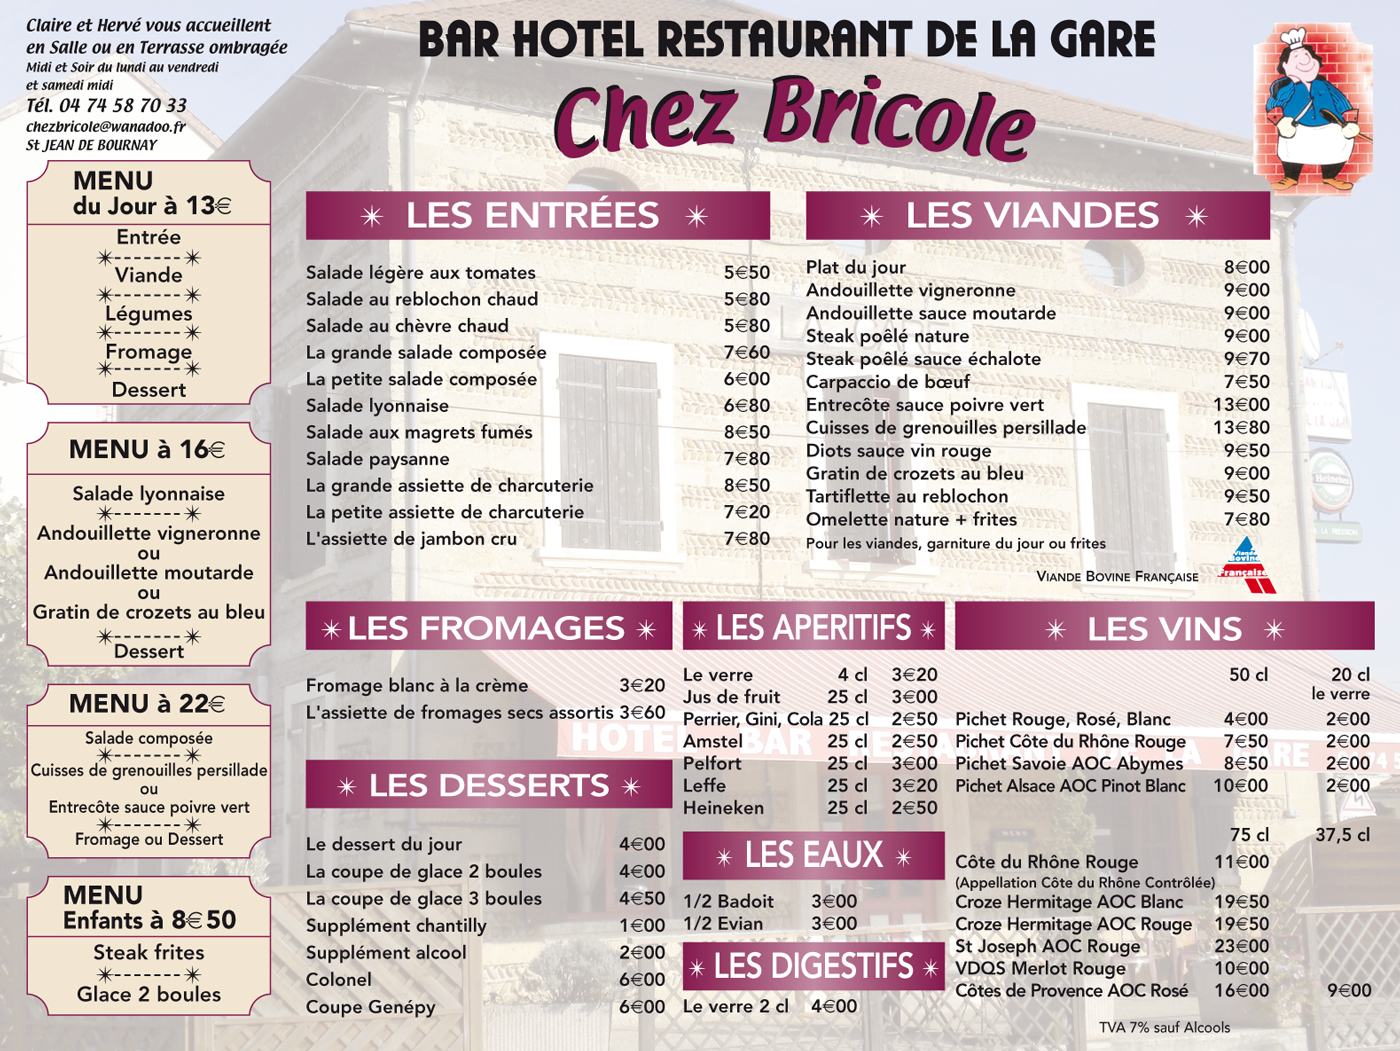 Claire et Hervé vous accueillent
en Salle ou en Terrasse ombragée
Midi et Soir du lundi au vendredi
et samedi midi
Tél. 04 74 58 70 33
chezbricole@wanadoo.fr
St JEAN DE BOURNAY
BAR HOTEL RESTAURANT DE LA GARE
Chez Bricole
MENU
du Jour à 13€
Entrée
Viande
Légumes
Fromage
Dessert
MENU à 16€
Salade lyonnaise
Andouillette vigneronne
ou
Andouillette moutarde
ou
Gratin de crozets au bleu
Dessert
MENU à 22€
Salade composée
Cuisses de grenouilles persillade
ou
Entrecôte sauce poivre vert
Fromage ou Dessert
MENU
Enfants à 8€50
Steak frites
Glace 2 boules
LES ENTRÉES
Salade légère aux tomates 5€50
Salade au reblochon chaud 5€80
Salade au chèvre chaud 5€80
La grande salade composée 7€60
La petite salade composée 6€00
Salade lyonnaise 6€80
Salade aux magrets fumés 8€50
Salade paysanne 7€80
La grande assiette de charcuterie 8€50
La petite assiette de charcuterie 7€20
L'assiette de jambon cru 7€80
LES VIANDES
Plat du jour 8€00
Andouillette vigneronne 9€00
Andouillette sauce moutarde 9€00
Steak poêlé nature 9€00
Steak poêlé sauce échalote 9€70
Carpaccio de bœuf 7€50
Entrecôte sauce poivre vert 13€00
Cuisses de grenouilles persillade 13€80
Diots sauce vin rouge 9€50
Gratin de crozets au bleu 9€00
Tartiflette au reblochon 9€50
Omelette nature + frites 7€80
Pour les viandes, garniture du jour ou frites
VIANDE BOVINE FRANÇAISE
Viande
Bovine
Française
LES FROMAGES
Fromage blanc à la crème 3€20
L'assiette de fromages secs assortis 3€60
LES DESSERTS
Le dessert du jour 4€00
La coupe de glace 2 boules 4€00
La coupe de glace 3 boules 4€50
Supplément chantilly 1€00
Supplément alcool 2€00
Colonel 6€00
Coupe Genépy 6€00
LES APERITIFS
Le verre 4 cl 3€20
Jus de fruit 25 cl 3€00
Perrier, Gini, Cola 25 cl 2€50
Amstel 25 cl 2€50
Pelfort 25 cl 3€00
Leffe 25 cl 3€20
Heineken 25 cl 2€50
LES EAUX
1/2 Badoit 3€00
1/2 Evian 3€00
LES DIGESTIFS
Le verre 2 cl 4€00
LES VINS
50 cl 20 cl
le verre
Pichet Rouge, Rosé, Blanc 4€00 2€00
Pichet Côte du Rhône Rouge 7€50 2€00
Pichet Savoie AOC Abymes 8€50 2€00
Pichet Alsace AOC Pinot Blanc 10€00 2€00
75 cl 37,5 cl
Côte du Rhône Rouge 11€00
(Appellation Côte du Rhône Contrôlée)
Croze Hermitage AOC Blanc 19€50
Croze Hermitage AOC Rouge 19€50
St Joseph AOC Rouge 23€00
VDQS Merlot Rouge 10€00
Côtes de Provence AOC Rosé 16€00 9€00
TVA 7% sauf Alcools
HOTEL BAR RESTAURANT DE LA GARE
Heineken